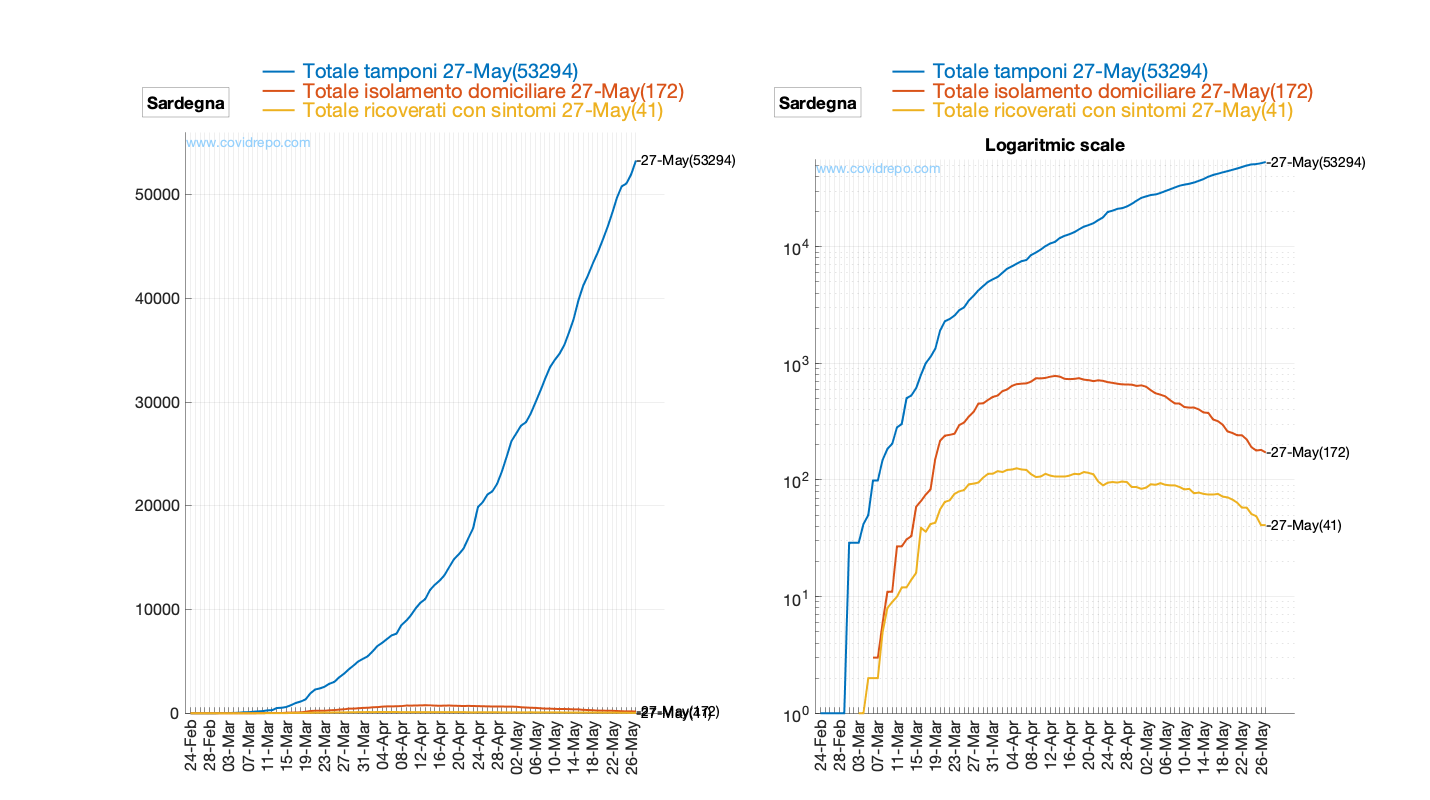 Totale tamponi 27-May(53294)
Totale isolamento domiciliare 27-May(172)
Totale ricoverati con sintomi 27-May(41)
Sardegna
www.covidrepo.com
27-May(53294)
50000
40000
30000
20000
10000
0
27-May(172)
27-May(41)
24-Feb 28-Feb 03-Mar 07-Mar 11-Mar 15-Mar 19-Mar 23-Mar 27-Mar 31-Mar 04-Apr 08-Apr 12-Apr 16-Apr 20-Apr 24-Apr 28-Apr 02-May 06-May 10-May 14-May 18-May 22-May 26-May
Totale tamponi 27-May(53294)
Totale isolamento domiciliare 27-May(172)
Totale ricoverati con sintomi 27-May(41)
Sardegna
Logaritmic scale
www.covidrepo.com
27-May(53294)
10^4
10^3
27-May(172)
10^2
27-May(41)
10^1
10^0
24-Feb 28-Feb 03-Mar 07-Mar 11-Mar 15-Mar 19-Mar 23-Mar 27-Mar 31-Mar 04-Apr 08-Apr 12-Apr 16-Apr 20-Apr 24-Apr 28-Apr 02-May 06-May 10-May 14-May 18-May 22-May 26-May